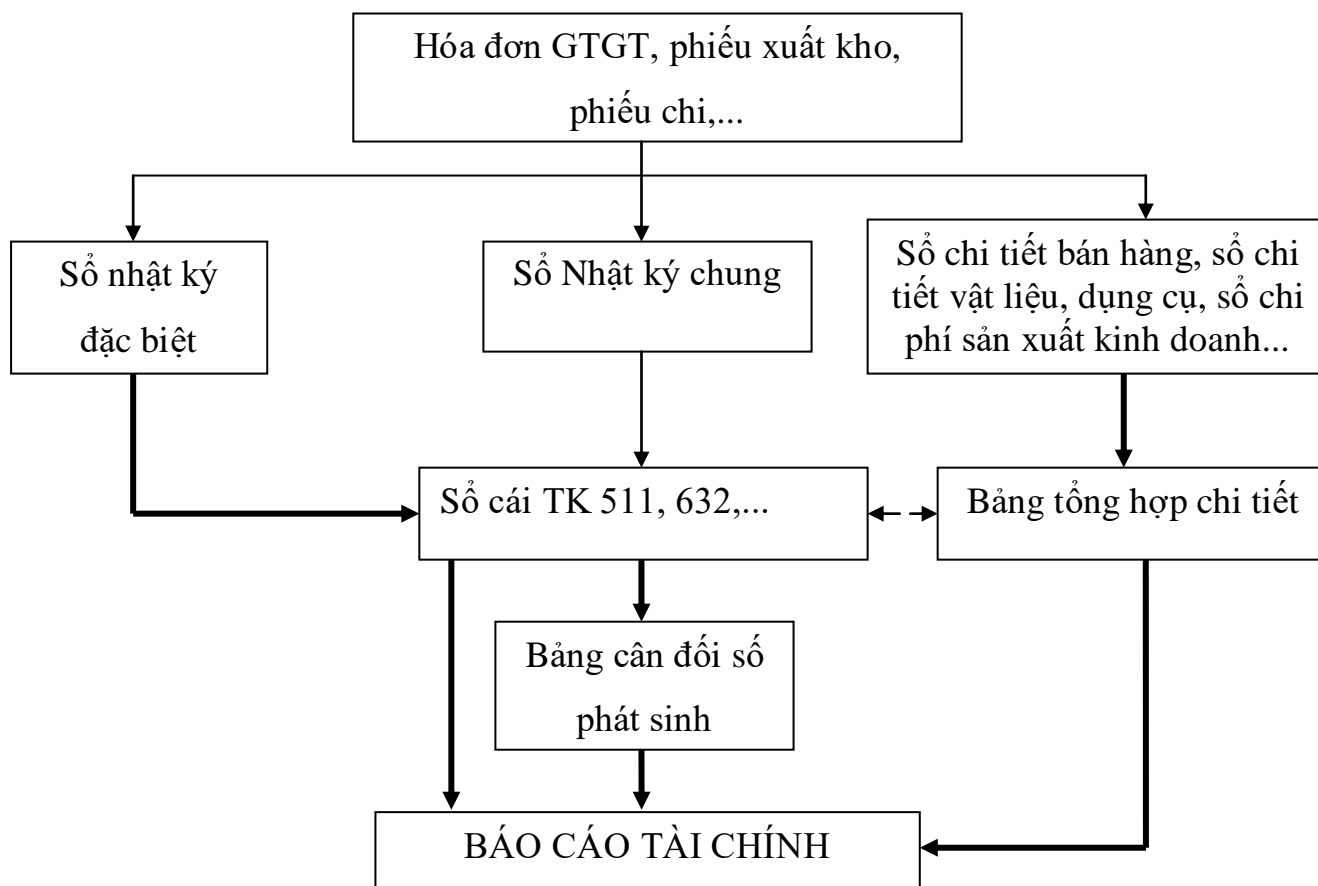 Hóa đơn GTGT, phiếu xuất kho,
phiếu chi,...
Sổ nhật ký
đặc biệt
Sổ Nhật ký chung
Sổ chi tiết bán hàng, sổ chi
tiết vật liệu, dụng cụ, sổ chi
phí sản xuất kinh doanh...
Sổ cái TK 511, 632,...
Bảng tổng hợp chi tiết
Bảng cân đối số
phát sinh
BÁO CÁO TÀI CHÍNH